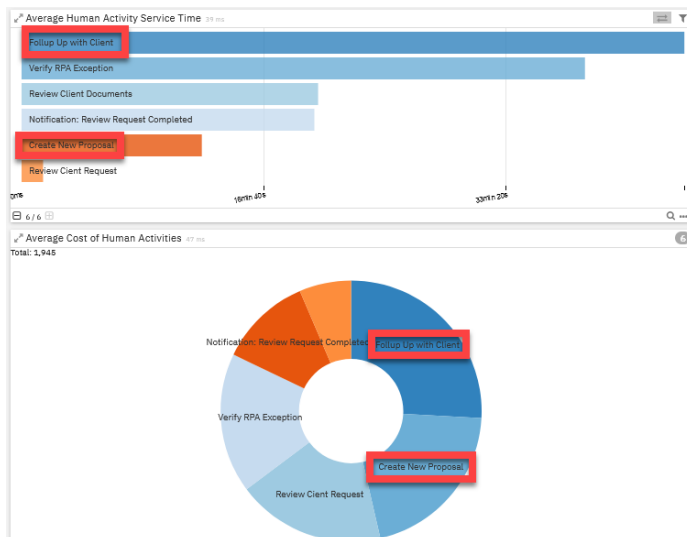 Average Human Activity Service Time 39 ms
Follup Up with Client
Verify RPA Exception
Review Client Documents
Notification: Review Request Completed
Create New Proposal
Review Cient Request
0ms
16min 40s
33min 20s
6 / 6
Average Cost of Human Activities 47 ms
6
Total: 1,945
Notification: Review Request Completed
Follup Up with Client
Verify RPA Exception
Create New Proposal
Review Cient Request